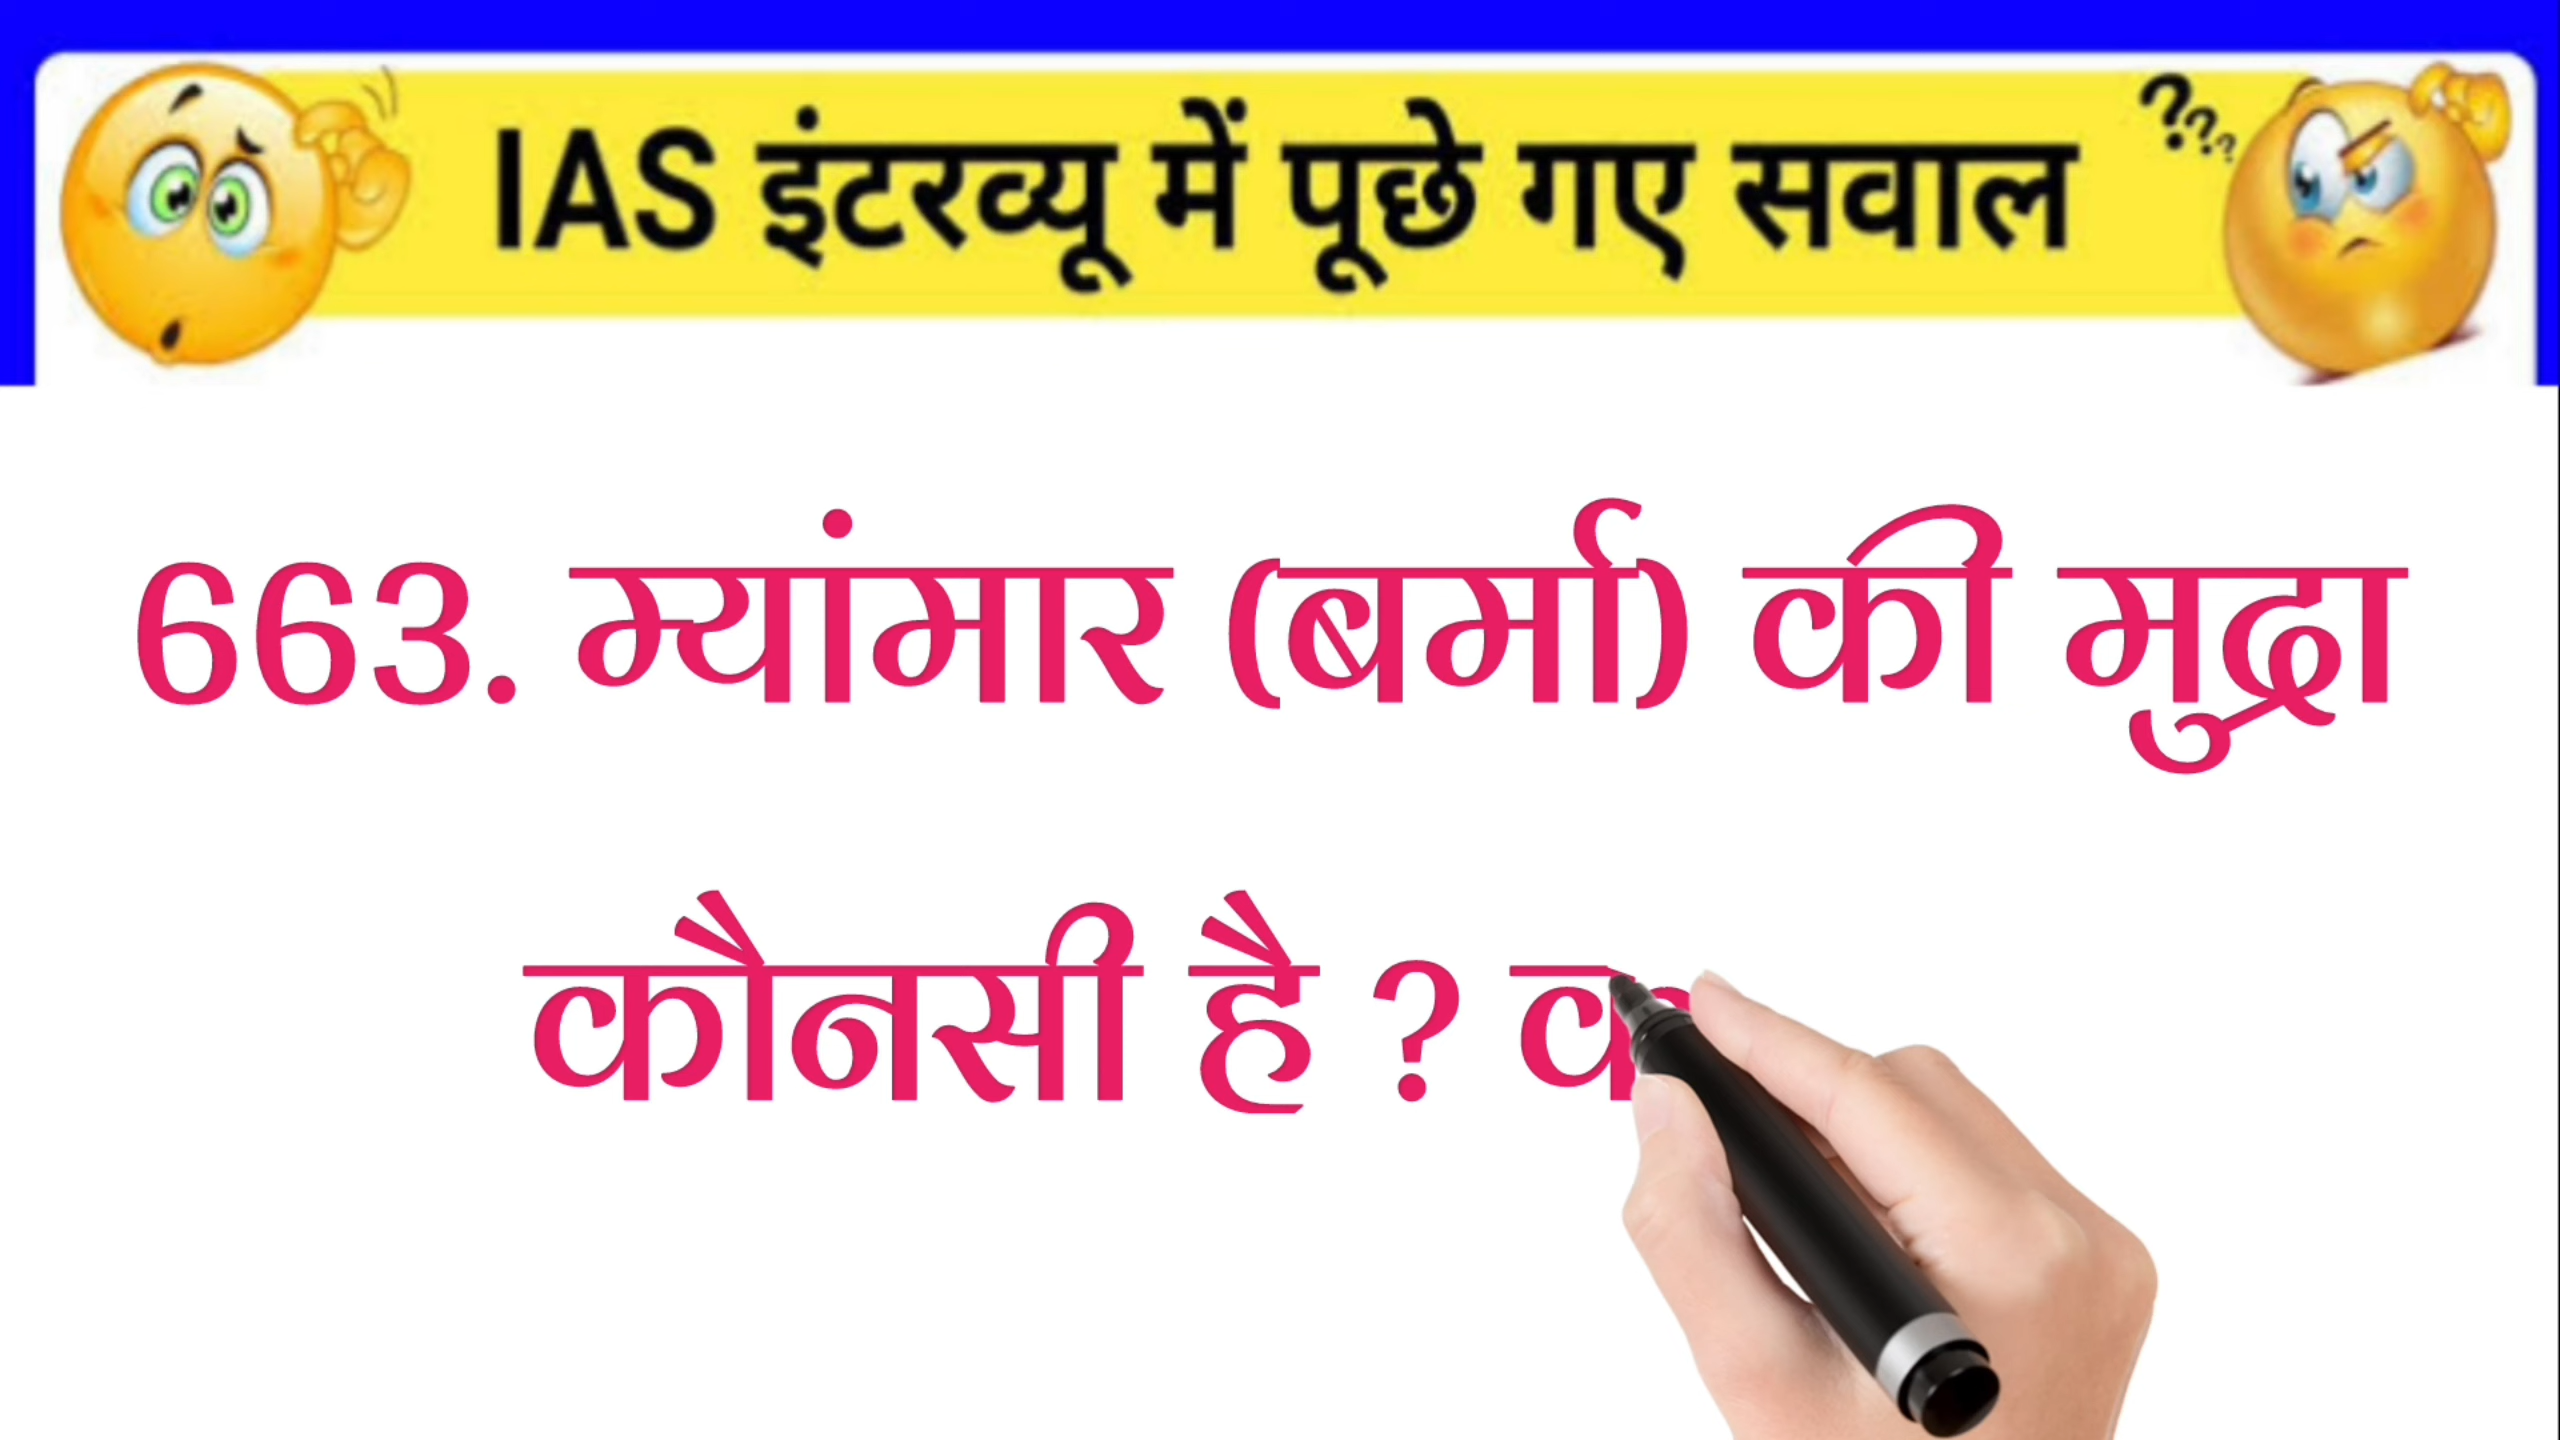 IAS इंटरव्यू में पूछे गए सवाल
???
663. म्यांमार (बर्मा) की मुद्रा
कौनसी है ? क